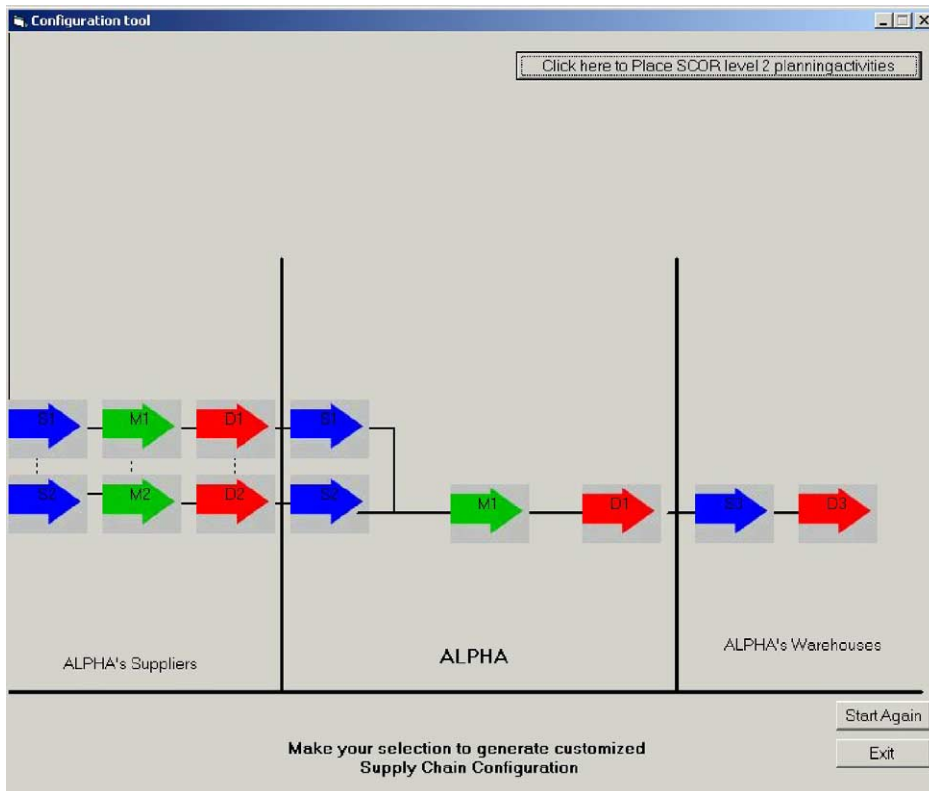 Configuration tool
Click here to Place SCOR level 2 planningactivities
S1 M1 D1 S1
S2 M2 D2 S2
M1 D1 S3 D3
ALPHA's Suppliers
ALPHA
ALPHA's Warehouses
Start Again
Make your selection to generate customized
Supply Chain Configuration
Exit